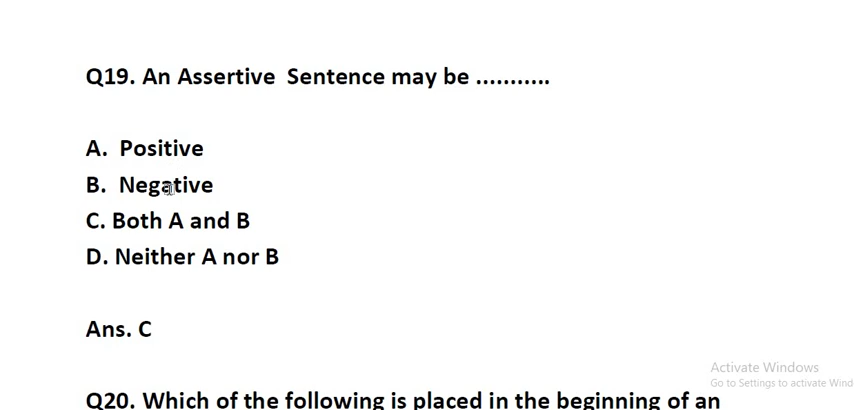 Q19. An Assertive Sentence may be ...........
A. Positive
B. Negative
C. Both A and B
D. Neither A nor B
Ans. C
Activate Windows
Go to Settings to activate Wind
Q20. Which of the following is placed in the beginning of an